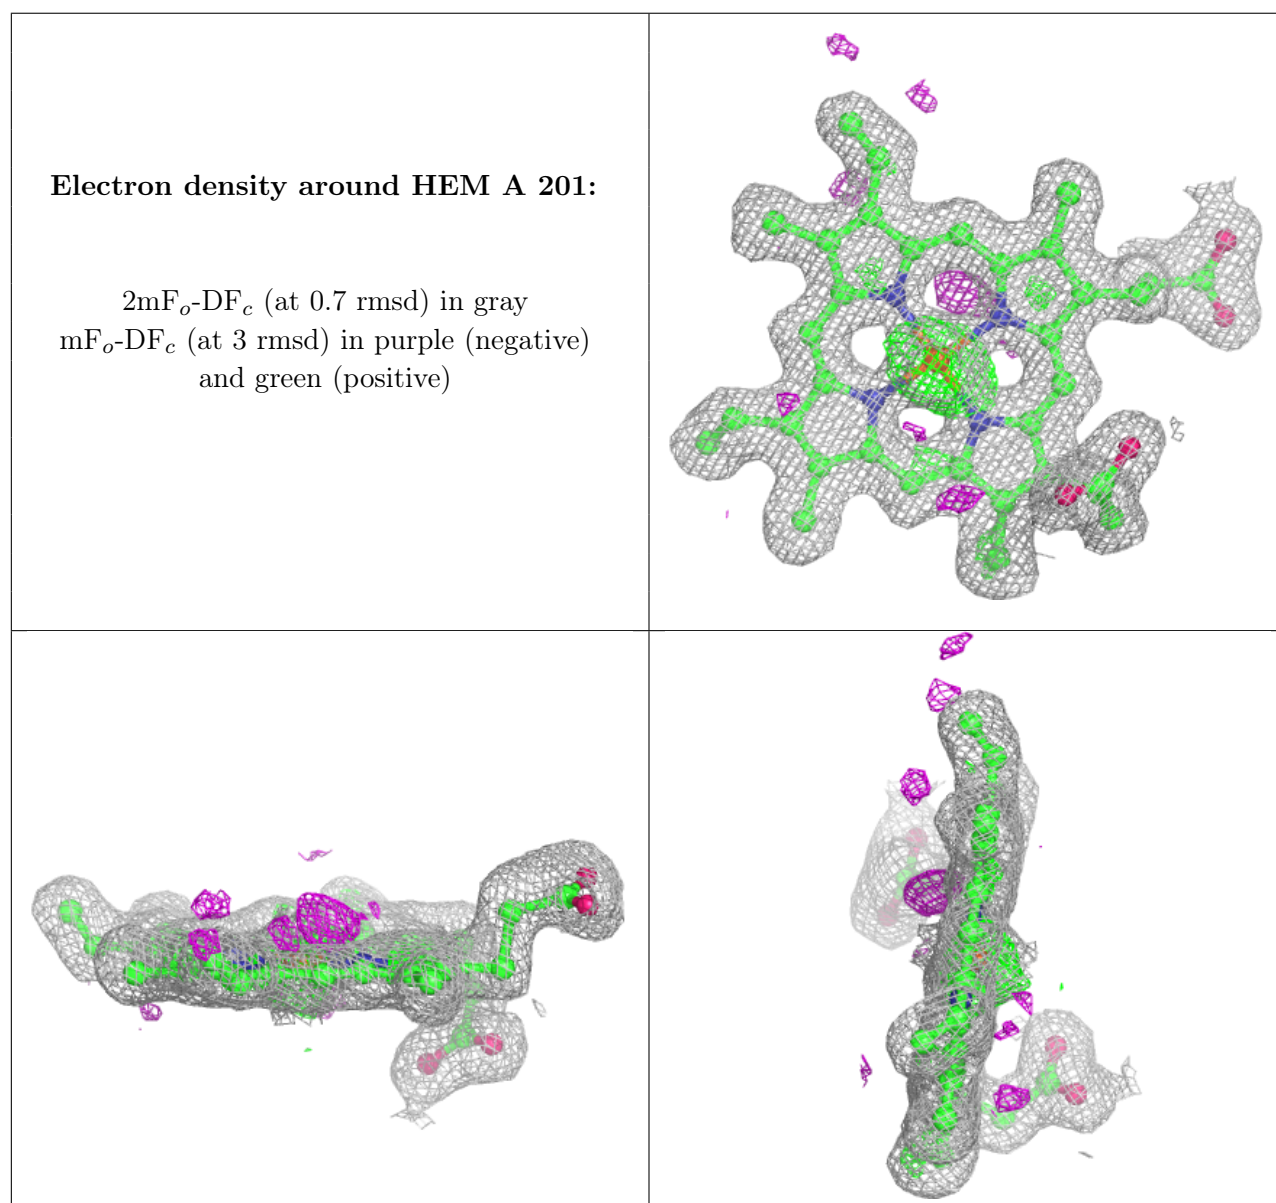 Electron density around HEM A 201:
2mFo-DFc (at 0.7 rmsd) in gray
mFo-DFc (at 3 rmsd) in purple (negative)
and green (positive)